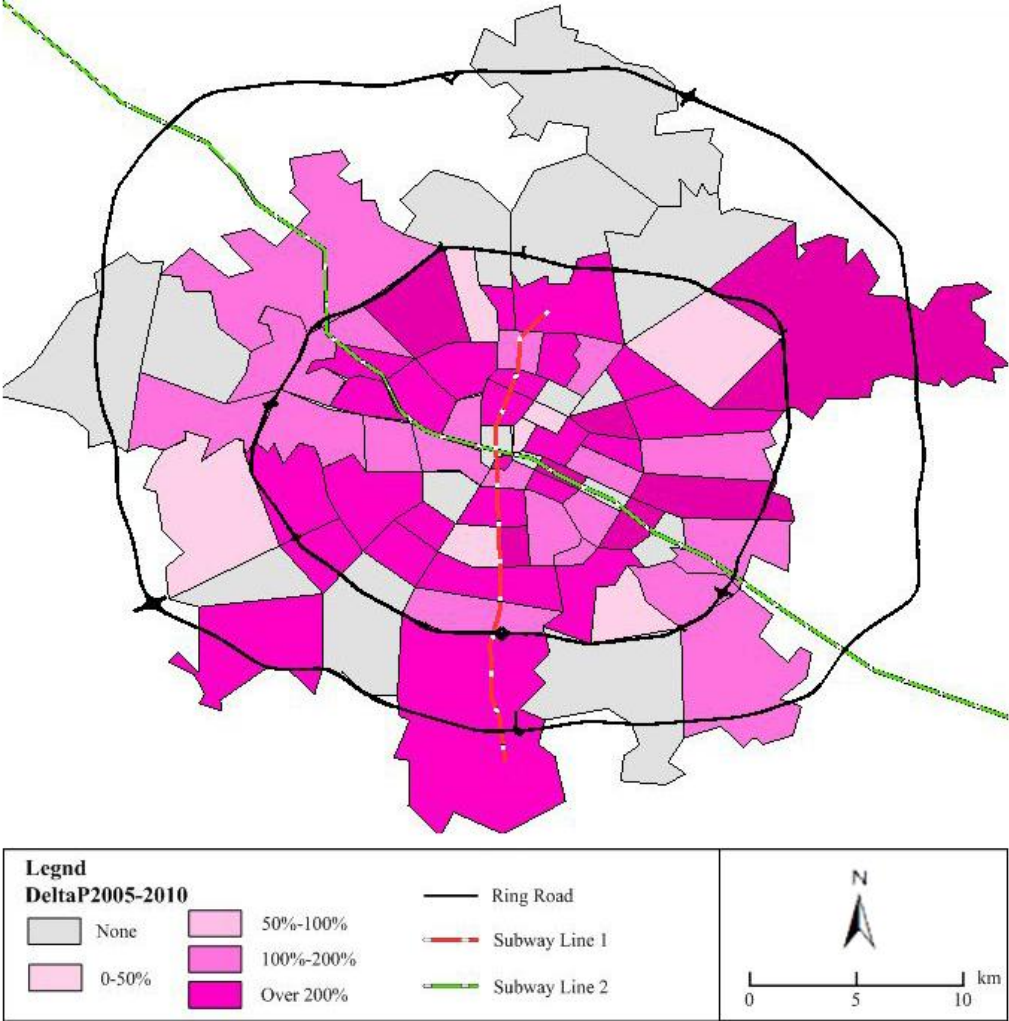 Legnd
DeltaP2005-2010
None
0-50%
50%-100%
100%-200%
Over 200%
Ring Road
Subway Line 1
Subway Line 2
N
km
0 5 10